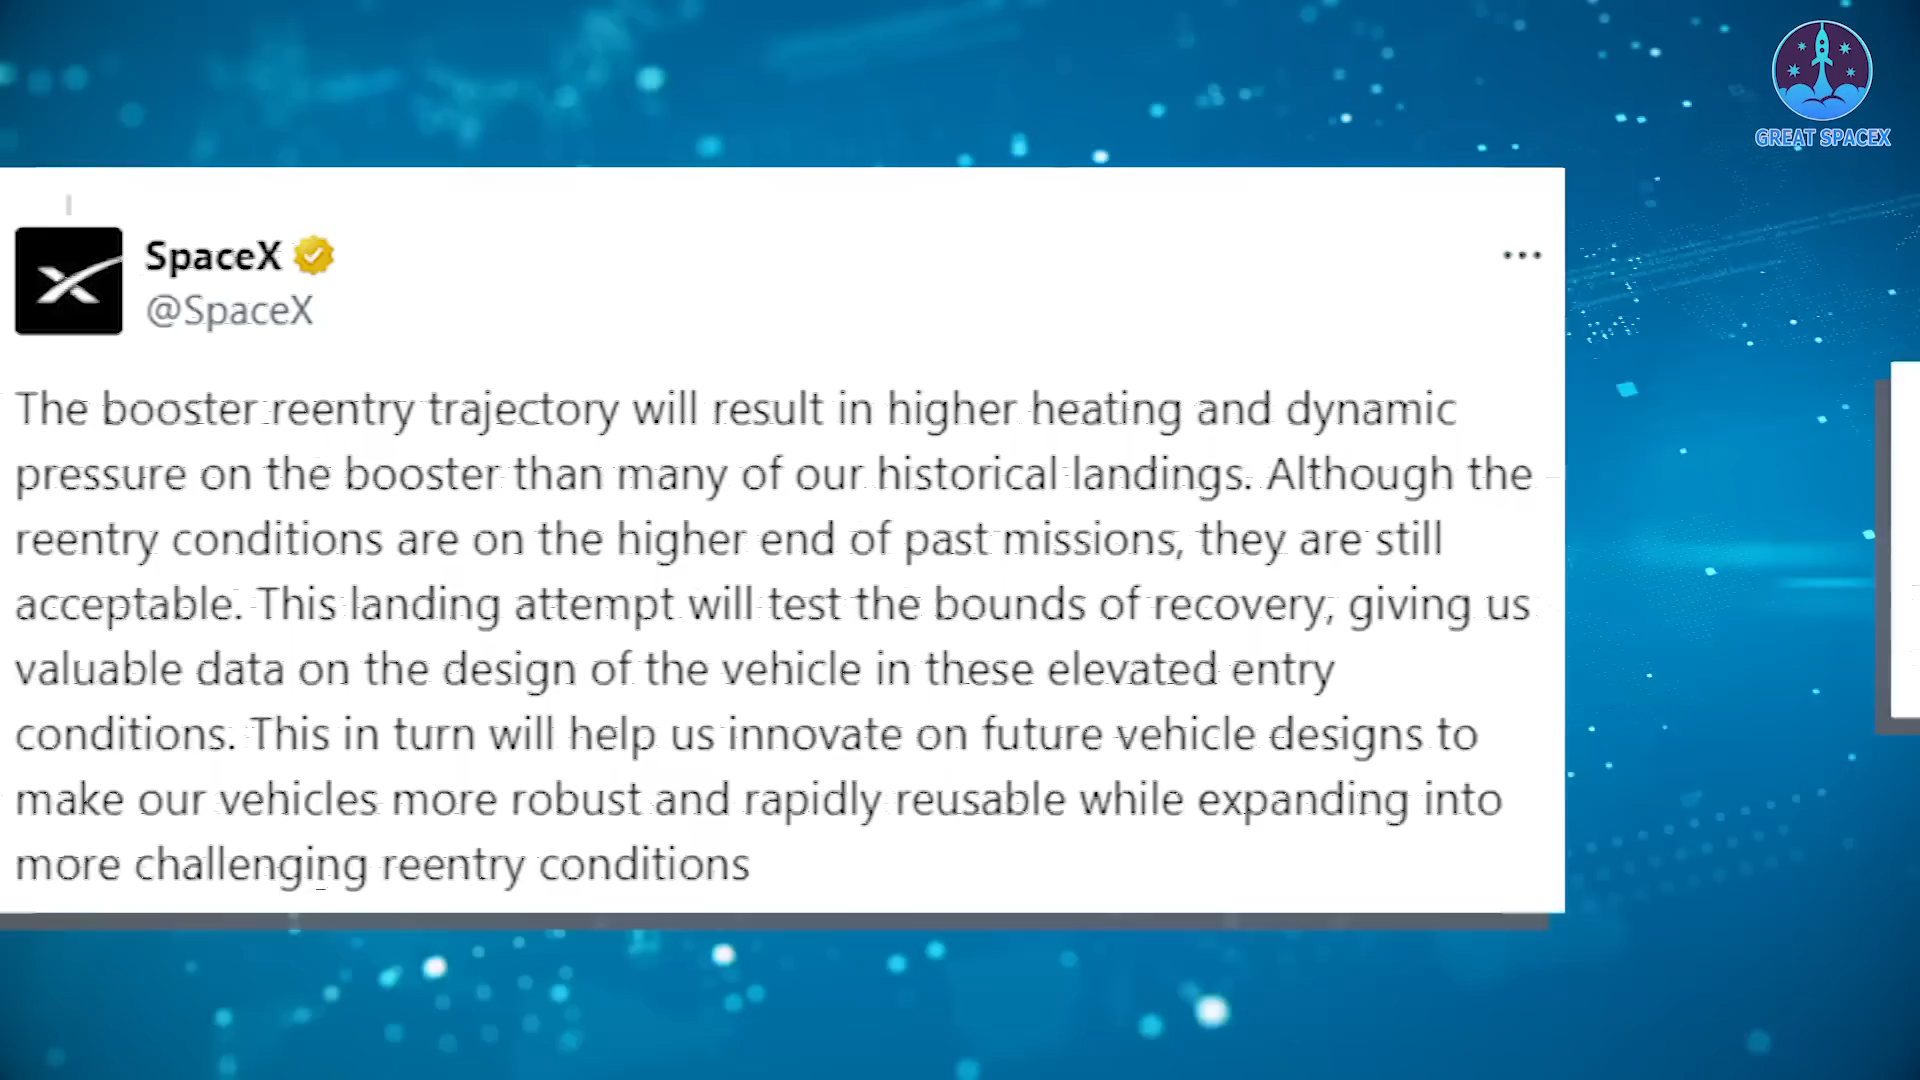 GREAT SPACEX
SpaceX
@SpaceX
The booster reentry trajectory will result in higher heating and dynamic
pressure on the booster than many of our historical landings. Although the
reentry conditions are on the higher end of past missions, they are still
acceptable. This landing attempt will test the bounds of recovery, giving us
valuable data on the design of the vehicle in these elevated entry
conditions. This in turn will help us innovate on future vehicle designs to
make our vehicles more robust and rapidly reusable while expanding into
more challenging reentry conditions